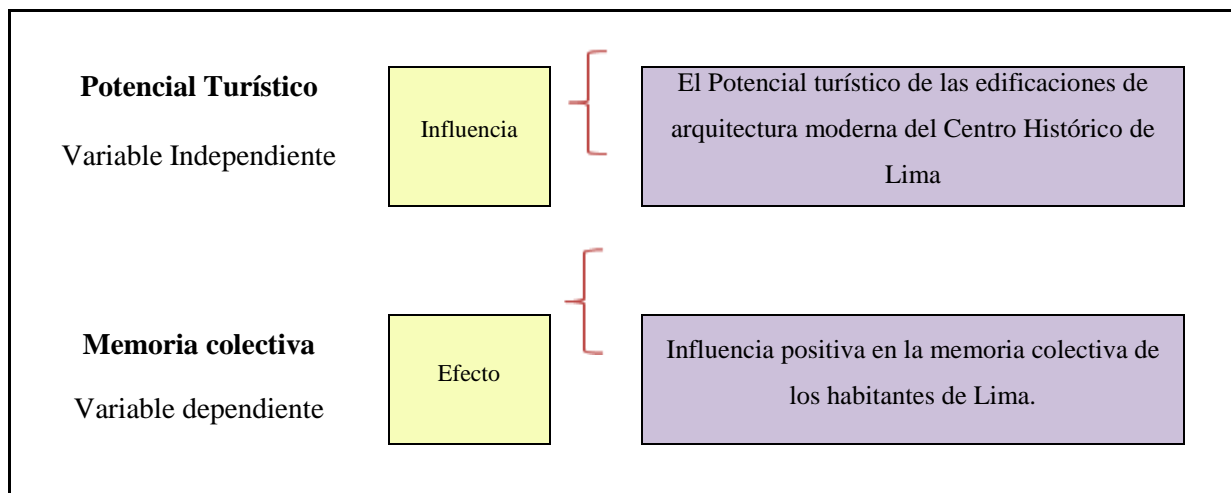 Potencial Turístico
Variable Independiente
Influencia
El Potencial turístico de las edificaciones de
arquitectura moderna del Centro Histórico de
Lima
Memoria colectiva
Variable dependiente
Efecto
Influencia positiva en la memoria colectiva de
los habitantes de Lima.